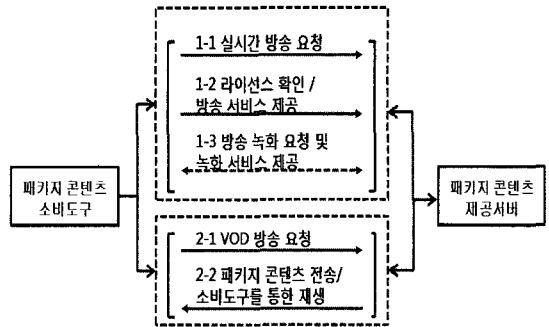 1-1 실시간 방송 요청
1-2 라이선스 확인 /
방송 서비스 제공
1-3 방송 녹화 요청 및
녹화 서비스 제공
패키지 콘텐츠
소비도구
패키지 콘텐츠
제공서버
2-1 VOD 방송 요청
2-2 패키지 콘텐츠 전송/
소비도구를 통한 재생